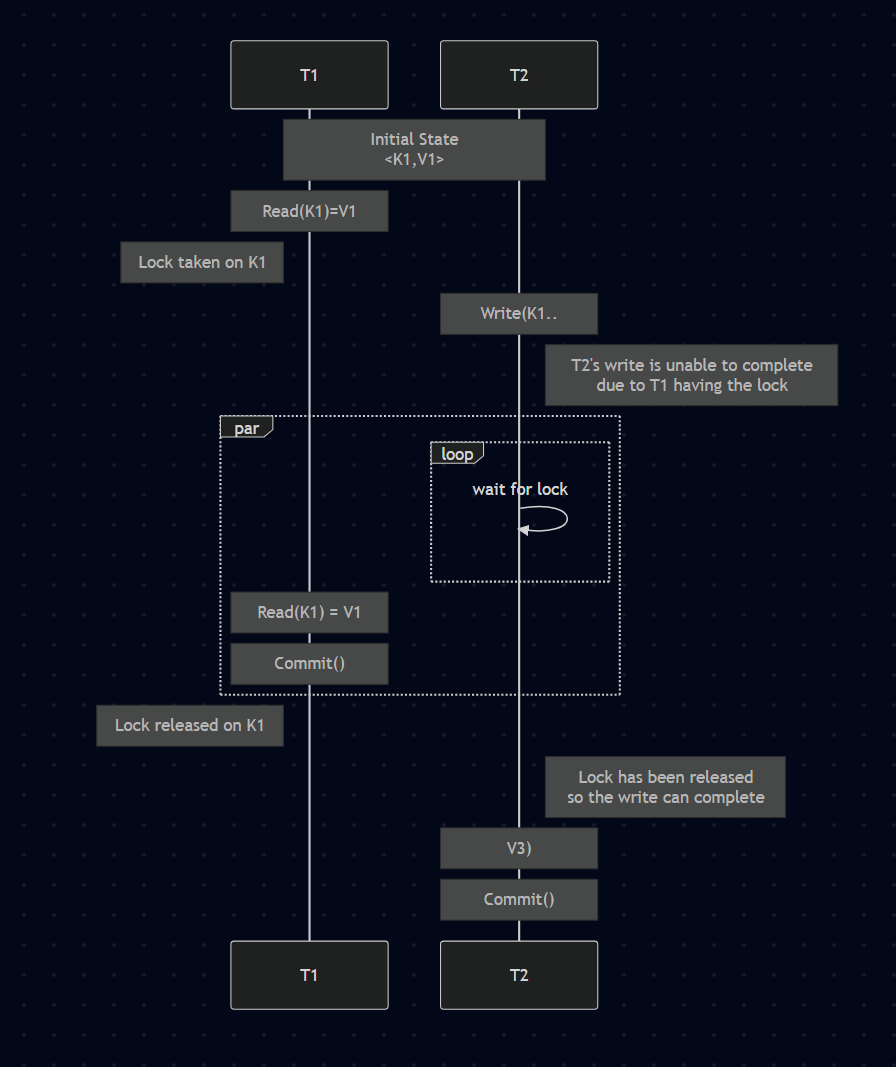 T1
T2
Initial State
<K1,V1>
Read(K1)=V1
Lock taken on K1
Write(K1..
T2's write is unable to complete
due to T1 having the lock
par
loop
wait for lock
Read(K1) = V1
Commit()
Lock released on K1
Lock has been released
so the write can complete
V3)
Commit()
T1
T2